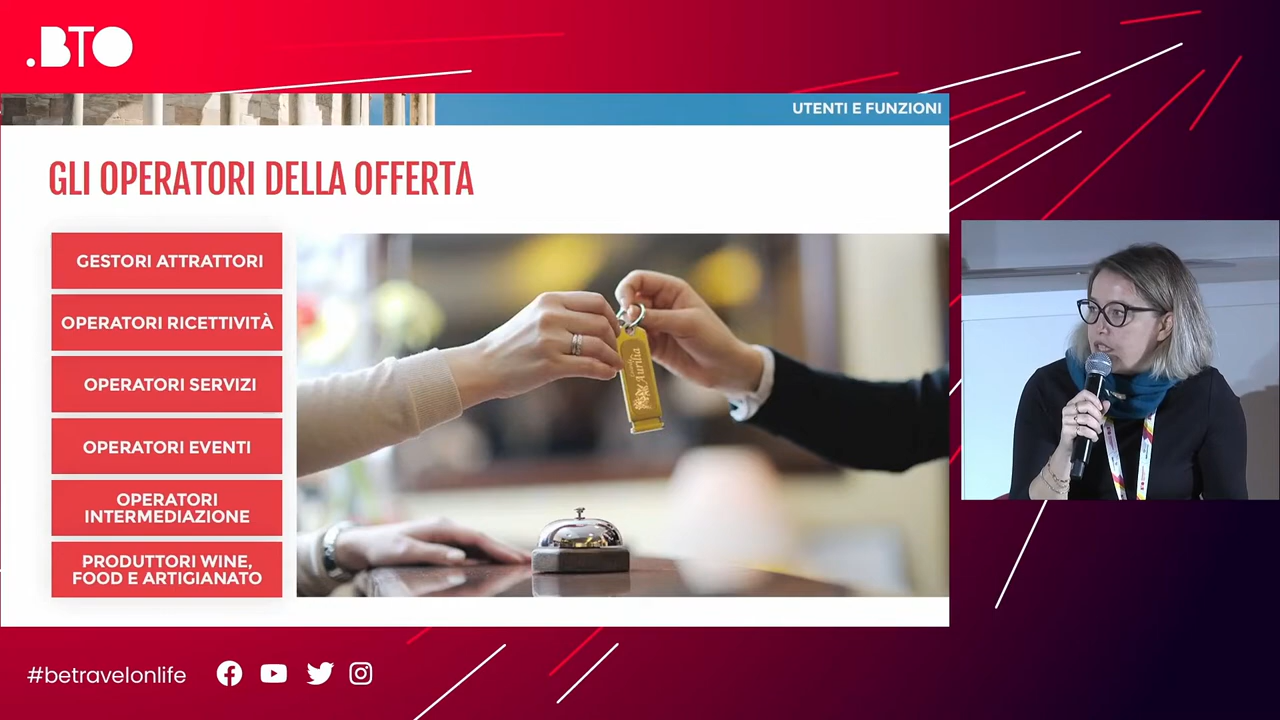 .BTO
UTENTI E FUNZIONI
GLI OPERATORI DELLA OFFERTA
GESTORI ATTRATTORI
OPERATORI RICETTIVITÀ
OPERATORI SERVIZI
OPERATORI EVENTI
OPERATORI
INTERMEDIAZIONE
PRODUTTORI WINE,
FOOD E ARTIGIANATO
Aurilia
#betravelonlife